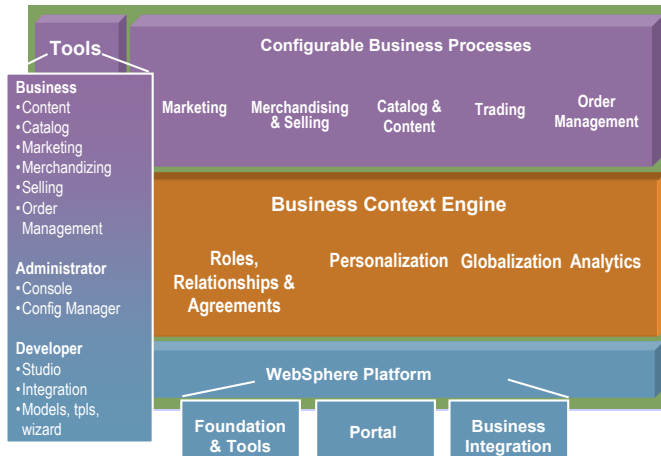 Tools
Business
•Content
•Catalog
•Marketing
•Merchandizing
•Selling
•Order
Management
Administrator
•Console
•Config Manager
Developer
•Studio
•Integration
•Models, tpls,
wizard
Configurable Business Processes
Marketing
Merchandising
& Selling
Catalog &
Content
Trading
Order
Management
Business Context Engine
Roles,
Relationships &
Agreements
Personalization
Globalization
Analytics
WebSphere Platform
Foundation
& Tools
Portal
Business
Integration